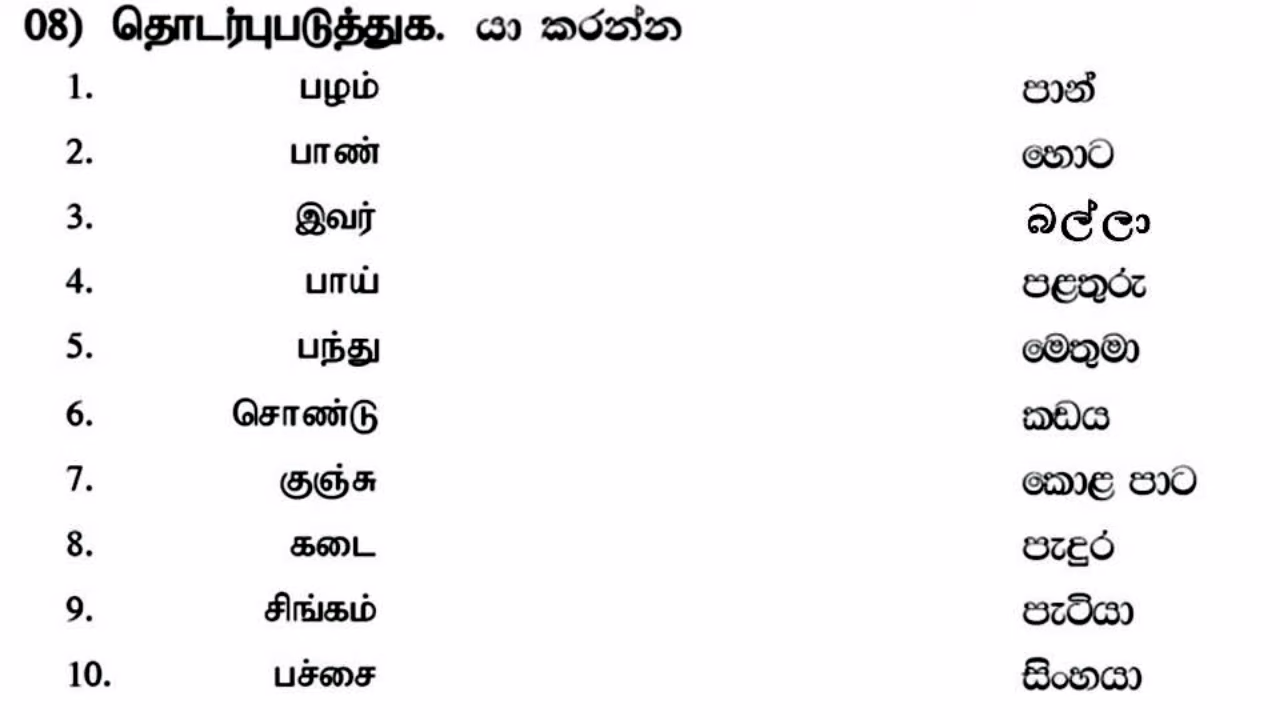 08) தொடர்புபடுத்துக. யா කරන්න
1. பழம் පාන්
2. பாண் හොට
3. இவர் බල්ලා
4. பாய் පළතුරු
5. பந்து මෙතුමා
6. சொண்டு කඩය
7. குஞ்சு කොළ පාට
8. கடை පැදුර
9. சிங்கம் පැටියා
10. பச்சை සිංහයා